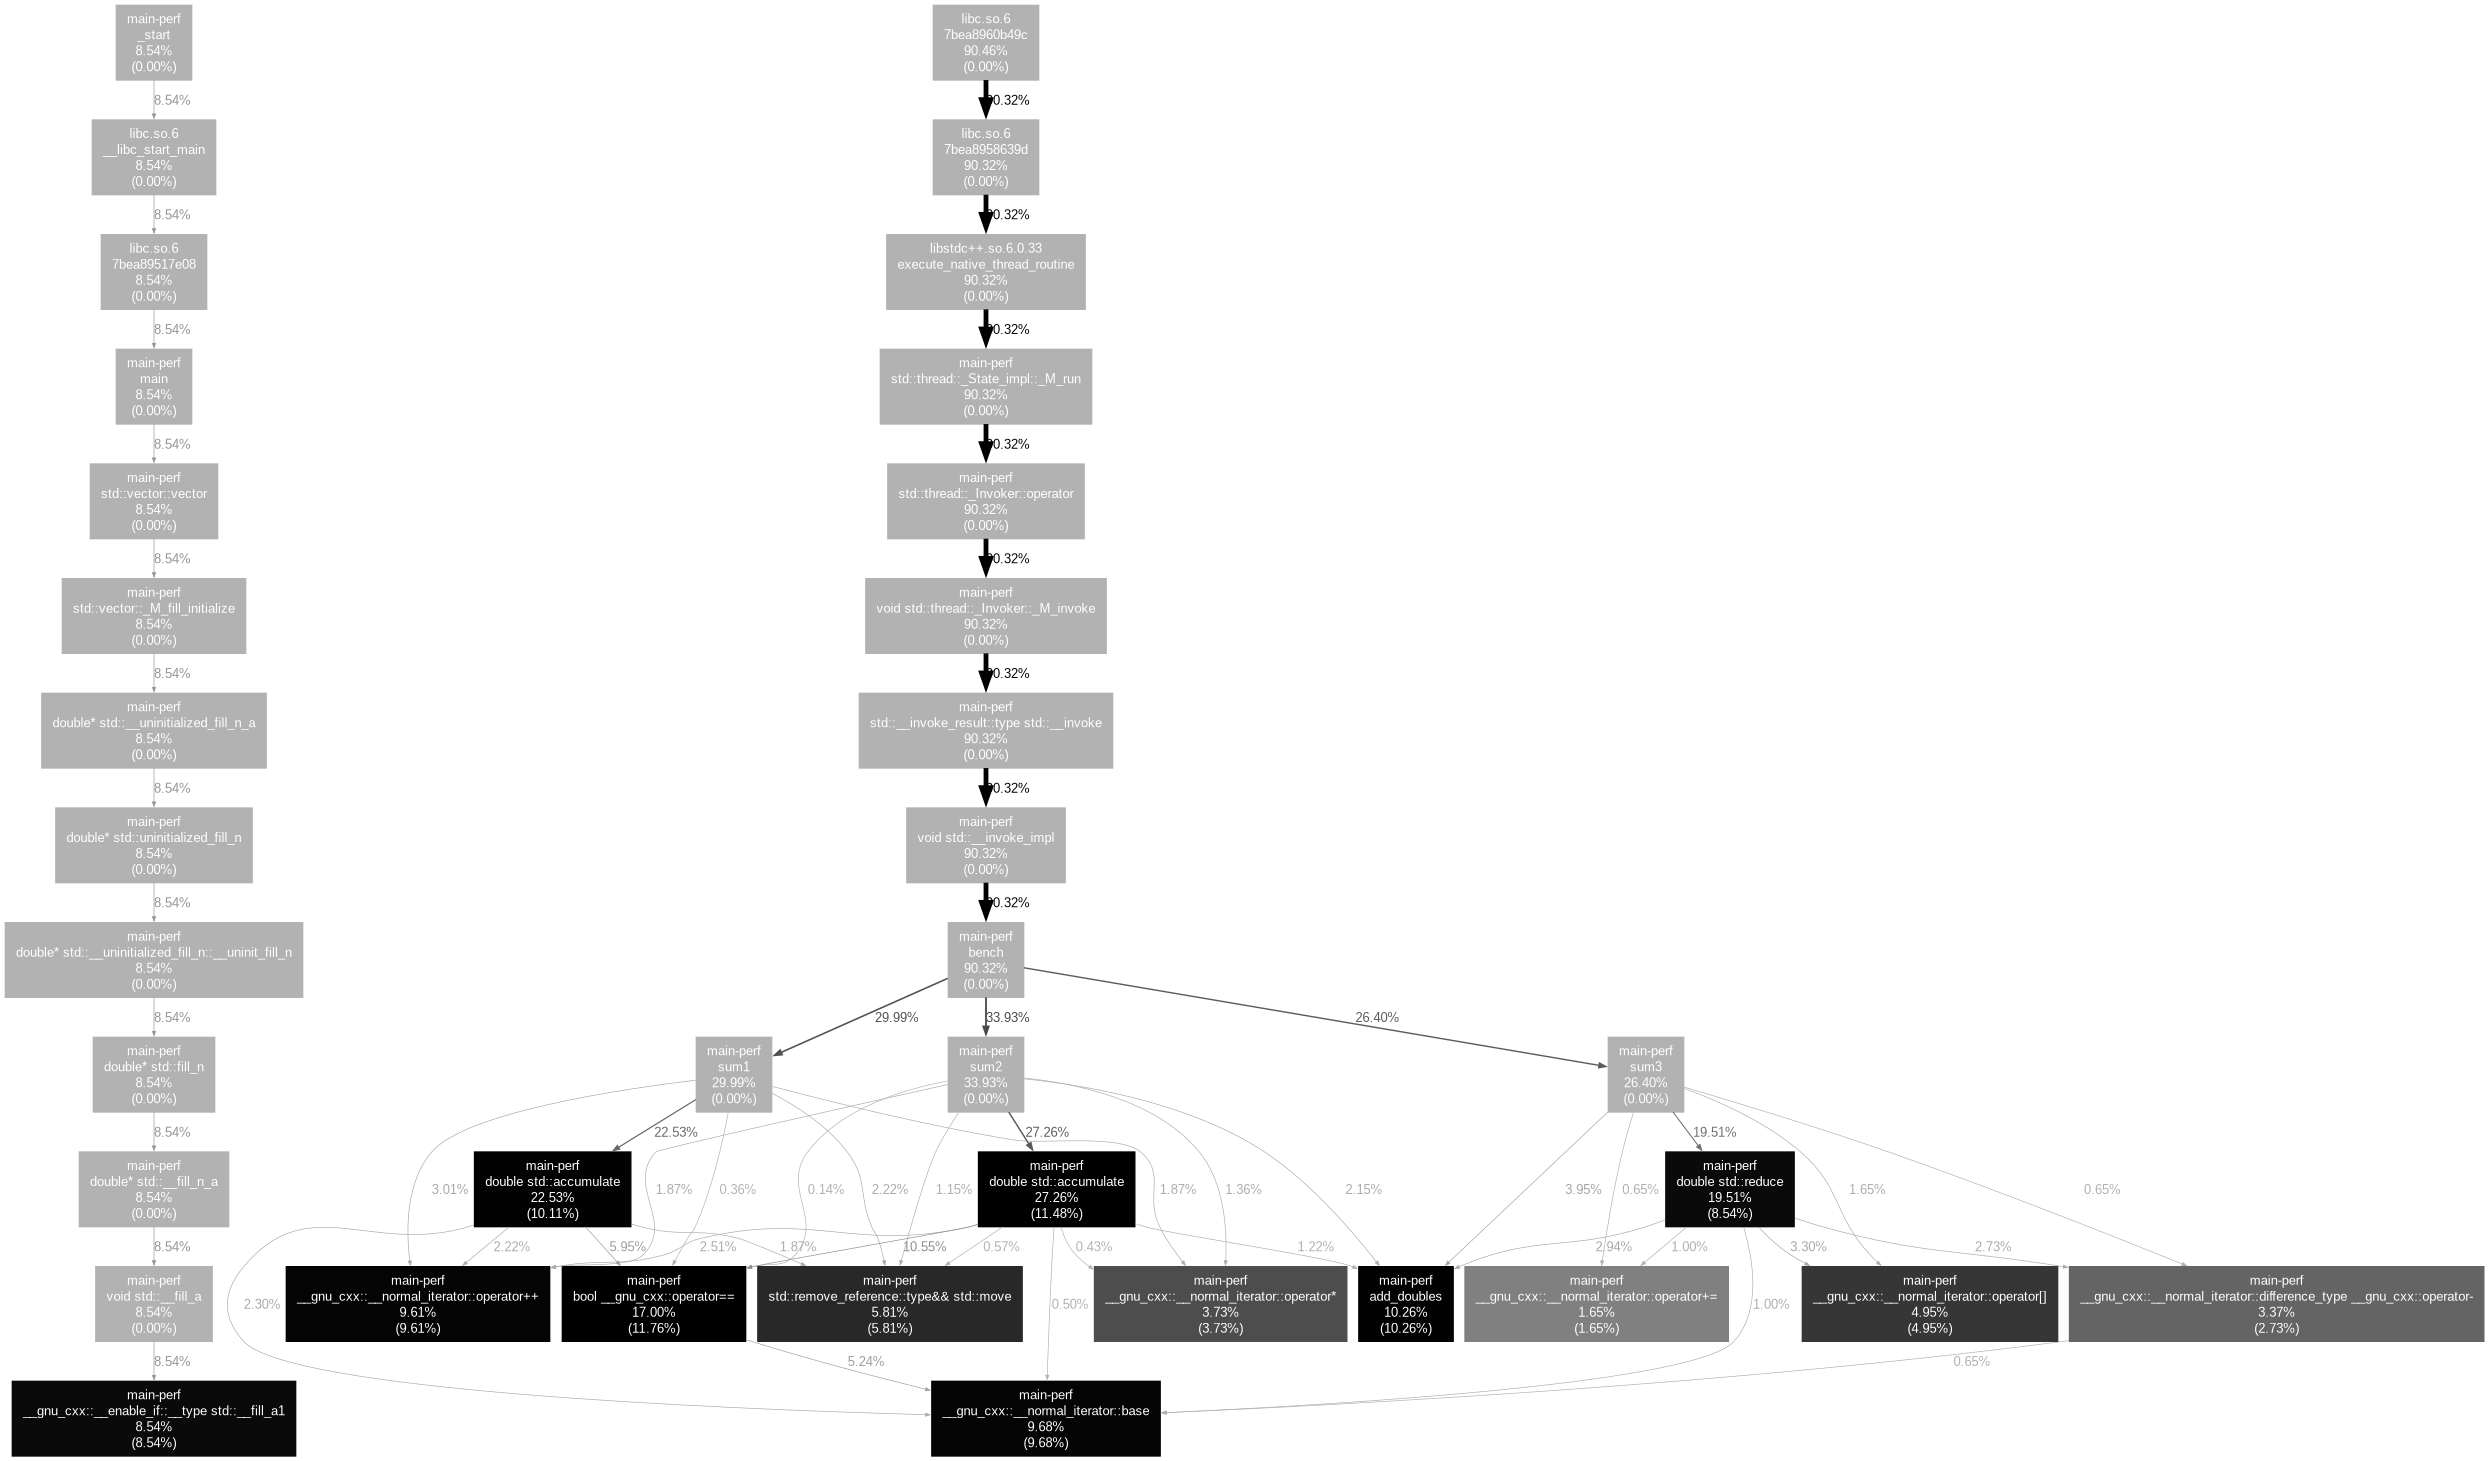 main-perf
_start
8.54%
(0.00%)
libc.so.6
7bea8960b49c
90.46%
(0.00%)
8.54%
90.32%
libc.so.6
__libc_start_main
8.54%
(0.00%)
libc.so.6
7bea8958639d
90.32%
(0.00%)
8.54%
90.32%
libc.so.6
7bea89517e08
8.54%
(0.00%)
libstdc++.so.6.0.33
execute_native_thread_routine
90.32%
(0.00%)
8.54%
90.32%
main-perf
main
8.54%
(0.00%)
main-perf
std::thread::_State_impl::_M_run
90.32%
(0.00%)
8.54%
90.32%
main-perf
std::vector::vector
8.54%
(0.00%)
main-perf
std::thread::_Invoker::operator
90.32%
(0.00%)
8.54%
90.32%
main-perf
std::vector::_M_fill_initialize
8.54%
(0.00%)
main-perf
void std::thread::_Invoker::_M_invoke
90.32%
(0.00%)
8.54%
90.32%
main-perf
double* std::__uninitialized_fill_n_a
8.54%
(0.00%)
main-perf
std::__invoke_result::type std::__invoke
90.32%
(0.00%)
8.54%
90.32%
main-perf
double* std::uninitialized_fill_n
8.54%
(0.00%)
main-perf
void std::__invoke_impl
90.32%
(0.00%)
8.54%
90.32%
main-perf
double* std::__uninitialized_fill_n::__uninit_fill_n
8.54%
(0.00%)
main-perf
bench
90.32%
(0.00%)
8.54%
29.99%
33.93%
26.40%
main-perf
double* std::fill_n
8.54%
(0.00%)
main-perf
sum1
29.99%
(0.00%)
main-perf
sum2
33.93%
(0.00%)
main-perf
sum3
26.40%
(0.00%)
8.54%
22.53%
27.26%
19.51%
main-perf
double* std::__fill_n_a
8.54%
(0.00%)
3.01%
main-perf
double std::accumulate
22.53%
(10.11%)
1.87%
0.36%
0.14%
2.22%
1.15%
main-perf
double std::accumulate
27.26%
(11.48%)
1.87%
1.36%
2.15%
3.95%
0.65%
main-perf
double std::reduce
19.51%
(8.54%)
1.65%
0.65%
8.54%
2.22%
5.95%
2.51%
1.87%
10.55%
0.57%
0.43%
1.22%
2.94%
1.00%
3.30%
2.73%
main-perf
void std::__fill_a
8.54%
(0.00%)
2.30%
main-perf
__gnu_cxx::__normal_iterator::operator++
9.61%
(9.61%)
main-perf
bool __gnu_cxx::operator==
17.00%
(11.76%)
main-perf
std::remove_reference::type&& std::move
5.81%
(5.81%)
0.50%
main-perf
__gnu_cxx::__normal_iterator::operator*
3.73%
(3.73%)
main-perf
add_doubles
10.26%
(10.26%)
main-perf
__gnu_cxx::__normal_iterator::operator+=
1.65%
(1.65%)
1.00%
main-perf
__gnu_cxx::__normal_iterator::operator[]
4.95%
(4.95%)
main-perf
__gnu_cxx::__normal_iterator::difference_type __gnu_cxx::operator-
3.37%
(2.73%)
8.54%
5.24%
0.65%
main-perf
__gnu_cxx::__enable_if::__type std::__fill_a1
8.54%
(8.54%)
main-perf
__gnu_cxx::__normal_iterator::base
9.68%
(9.68%)